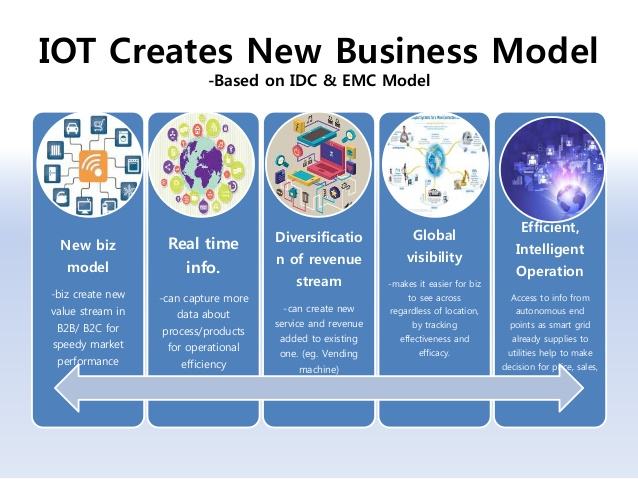 IOT Creates New Business Model
-Based on IDC & EMC Model
New biz
model
-biz create new
value stream in
B2B/ B2C for
speedy market
performance
Real time
info.
-can capture more
data about
process/products
for operational
efficiency
Diversificatio
n of revenue
stream
-can create new
service and revenue
added to existing
one. (eg. Vending
machine)
Global
visibility
-makes it easier for biz
to see across
regardless of location,
by tracking
effectiveness and
efficacy.
Efficient,
Intelligent
Operation
Access to info from
autonomous end
points as smart grid
already supplies to
utilities help to make
decision for price, sales,